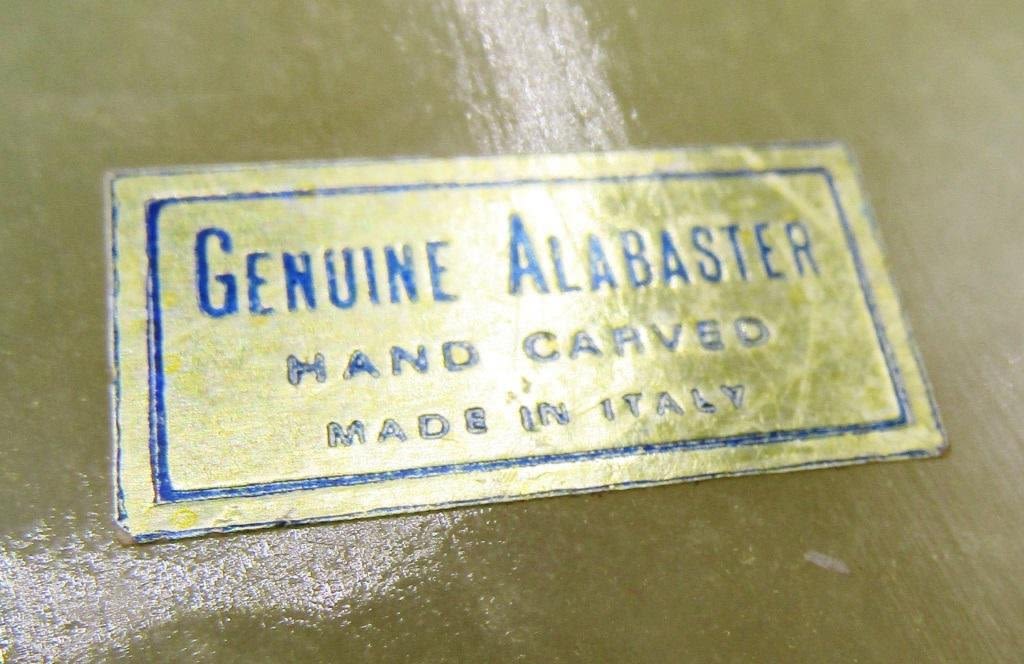 GENUINE ALABASTER
HAND CARVED
MADE IN ITALY